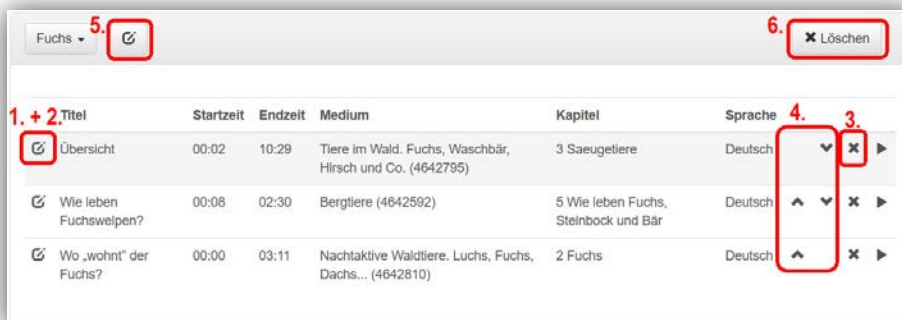 Fuchs
5.
6.
Löschen
1. + 2.
Titel Startzeit Endzeit Medium Kapitel Sprache
4.
3.
Übersicht 00:02 10:29 Tiere im Wald. Fuchs, Waschbär, 3 Saeugetiere Deutsch
Hirsch und Co. (4642795)
Wie leben 00:08 02:30 Bergtiere (4642592) 5 Wie leben Fuchs, Deutsch
Fuchswelpen? Steinbock und Bär
Wo „wohnt" der 00:00 03:11 Nachtaktive Waldtiere. Luchs, Fuchs, 2 Fuchs Deutsch
Fuchs? Dachs... (4642810)